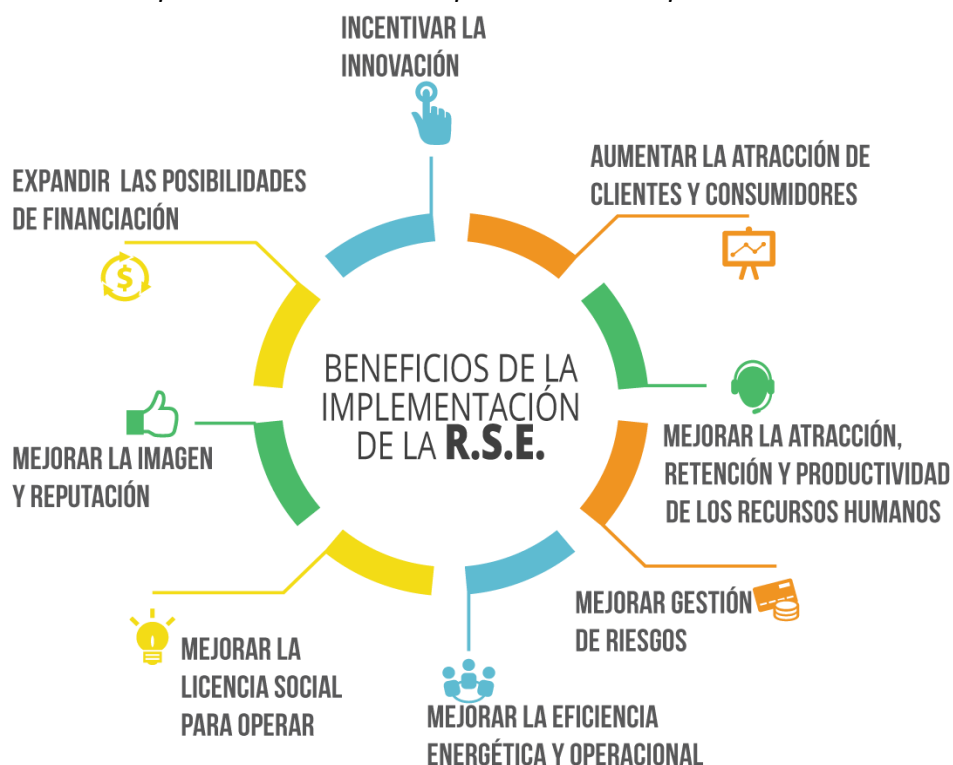 INCENTIVAR LA
INNOVACIÓN
AUMENTAR LA ATRACCIÓN DE
CLIENTES Y CONSUMIDORES
EXPANDIR LAS POSIBILIDADES
DE FINANCIACIÓN
BENEFICIOS DE LA
IMPLEMENTACIÓN
DE LA R.S.E.
MEJORAR LA ATRACCIÓN,
RETENCIÓN Y PRODUCTIVIDAD
DE LOS RECURSOS HUMANOS
MEJORAR LA IMAGEN
Y REPUTACIÓN
MEJORAR GESTIÓN
DE RIESGOS
MEJORAR LA
LICENCIA SOCIAL
PARA OPERAR
MEJORAR LA EFICIENCIA
ENERGÉTICA Y OPERACIONAL